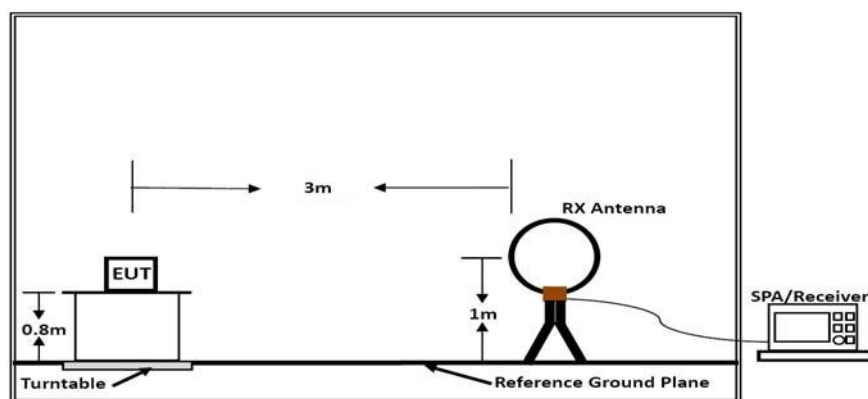 3m
RX Antenna
EUT
SPA/Receiver
0.8m
1m
Turntable
Reference Ground Plane